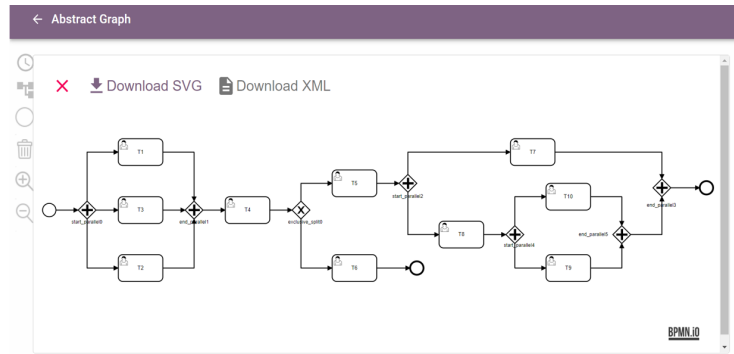 Abstract Graph
Download SVG Download XML
T1
T7
T5
start_parallel2
T10
T3
T4
start_parallel0
end_parallel1
exclusive_split6
end_parallel3
T8
end_parallel5
start_parallel4
T2
T6
T9
BPMN.iO